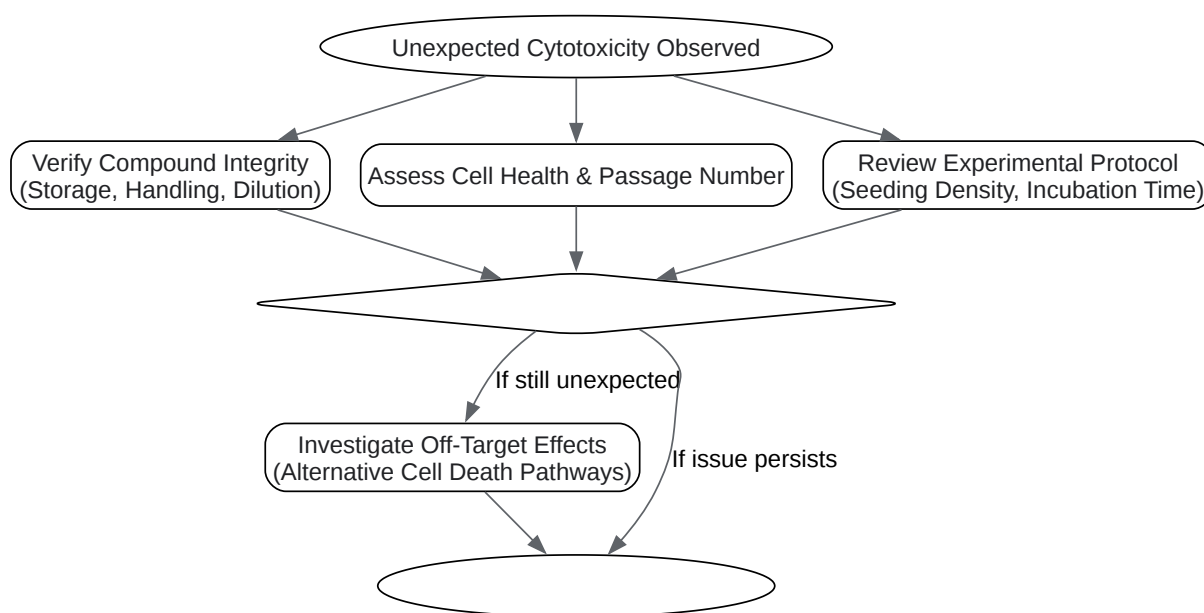 Unexpected Cytotoxicity Observed
Verify Compound Integrity
(Storage, Handling, Dilution)
Assess Cell Health & Passage Number
Review Experimental Protocol
(Seeding Density, Incubation Time)
If still unexpected
Investigate Off-Target Effects
(Alternative Cell Death Pathways)
If issue persists